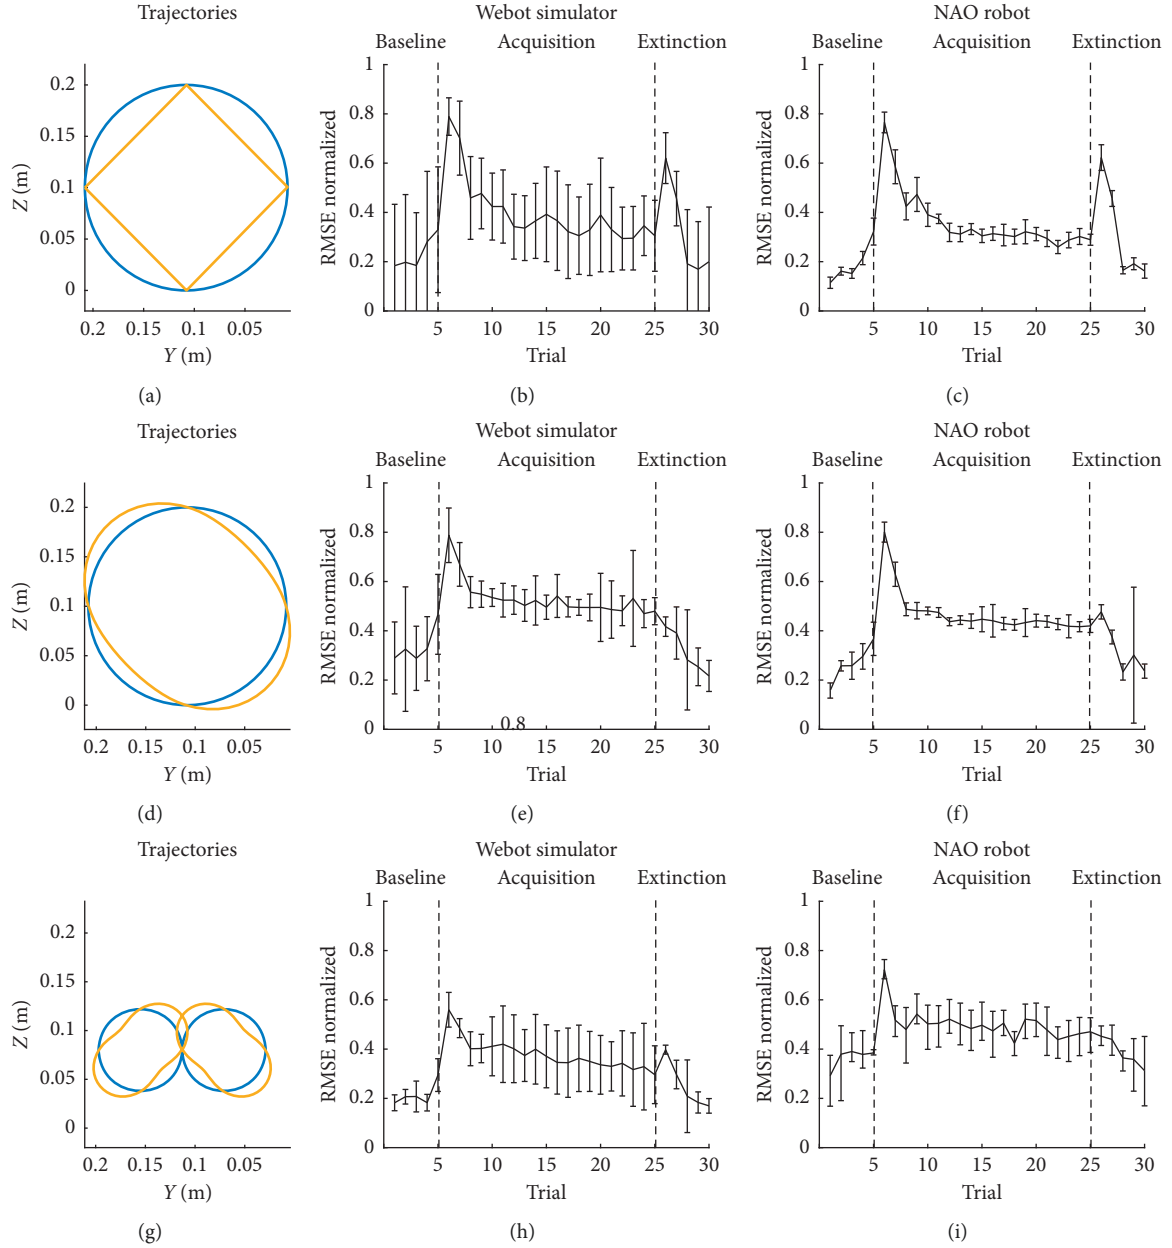 Trajectories
Z (m)
0.2
0.15
0.1
0.05
0
0.2 0.15 0.1 0.05
Y (m)
(a)
Webot simulator
Baseline Acquisition Extinction
RMSE normalized
1
0.8
0.6
0.4
0.2
0
5 10 15 20 25 30
Trial
(b)
NAO robot
Baseline Acquisition Extinction
RMSE normalized
1
0.8
0.6
0.4
0.2
0
5 10 15 20 25 30
Trial
(c)
Trajectories
Z (m)
0.2
0.15
0.1
0.05
0
0.2 0.15 0.1 0.05
Y (m)
(d)
Webot simulator
Baseline Acquisition Extinction
RMSE normalized
1
0.8
0.6
0.4
0.2
0
0.8
5 10 15 20 25 30
Trial
(e)
NAO robot
Baseline Acquisition Extinction
RMSE normalized
1
0.8
0.6
0.4
0.2
0
5 10 15 20 25 30
Trial
(f)
Trajectories
Z (m)
0.2
0.15
0.1
0.05
0
0.2 0.15 0.1 0.05
Y (m)
(g)
Webot simulator
Baseline Acquisition Extinction
RMSE normalized
1
0.8
0.6
0.4
0.2
0
5 10 15 20 25 30
Trial
(h)
NAO robot
Baseline Acquisition Extinction
RMSE normalized
1
0.8
0.6
0.4
0.2
0
5 10 15 20 25 30
Trial
(i)